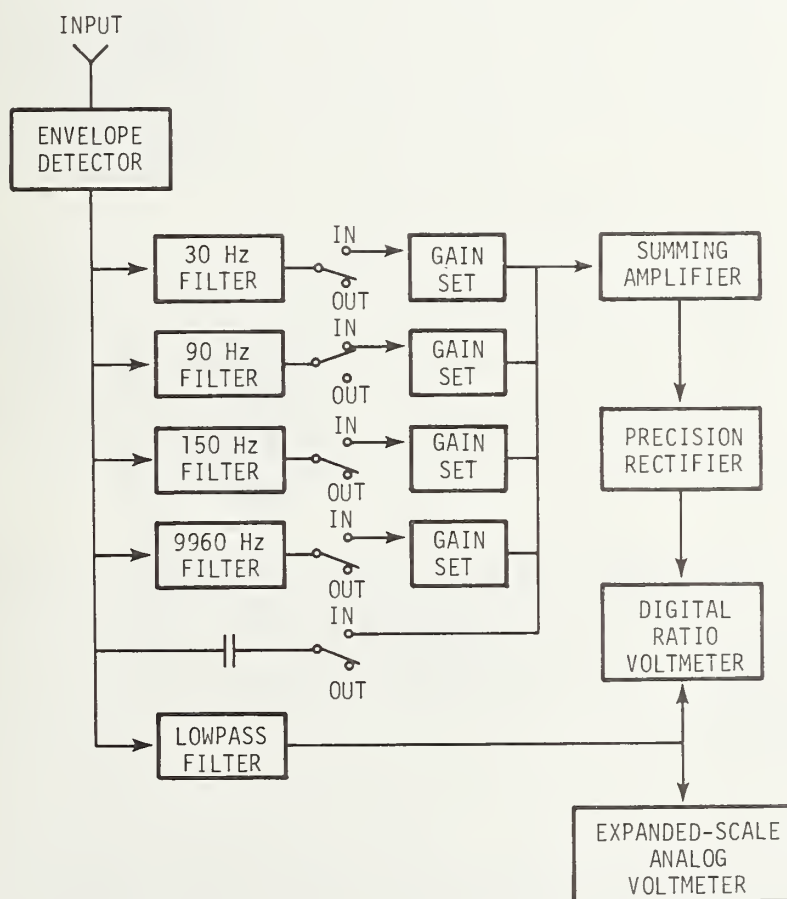 INPUT
ENVELOPE
DETECTOR
30 Hz
FILTER
IN
OUT
GAIN
SET
SUMMING
AMPLIFIER
90 Hz
FILTER
IN
OUT
GAIN
SET
150 Hz
FILTER
IN
OUT
GAIN
SET
PRECISION
RECTIFIER
9960 Hz
FILTER
IN
OUT
GAIN
SET
IN
OUT
DIGITAL
RATIO
VOLTMETER
LOWPASS
FILTER
EXPANDED-SCALE
ANALOG
VOLTMETER